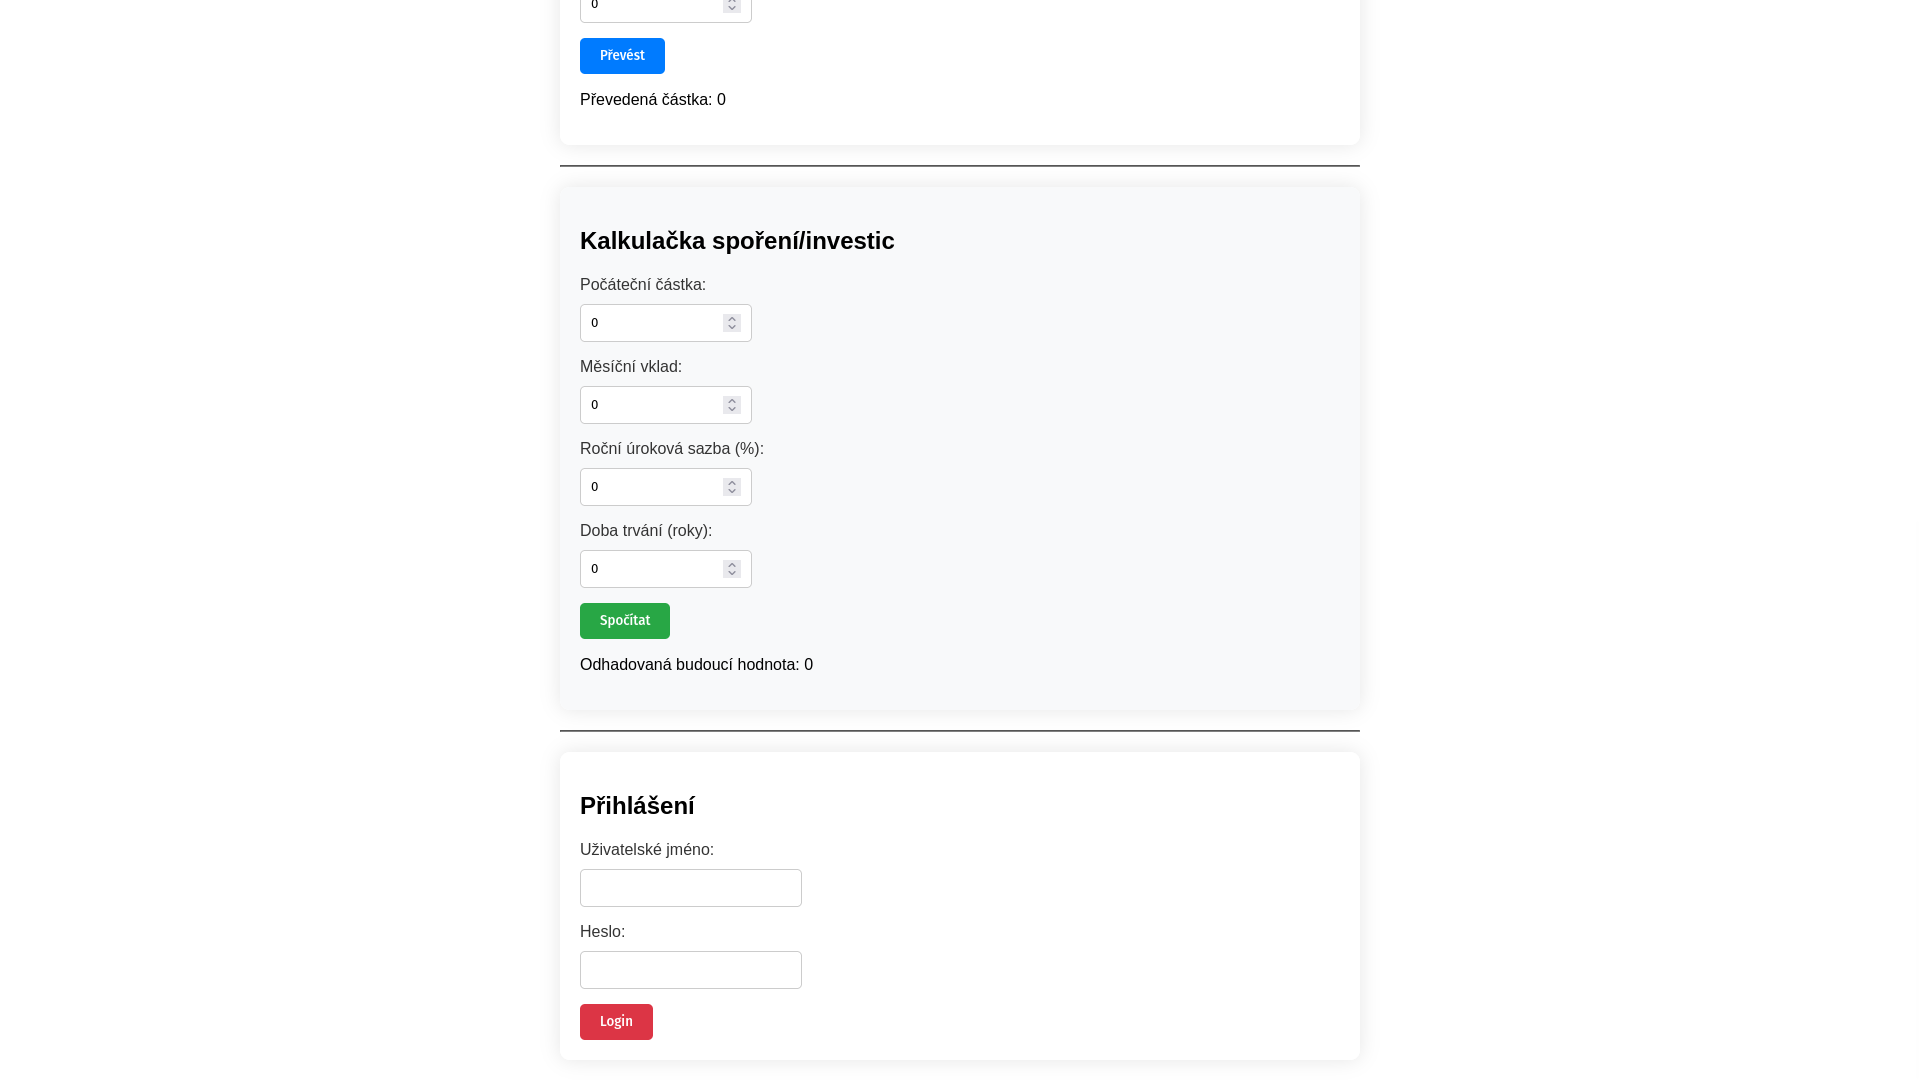 0
Převést
Převedená částka: 0
Kalkulačka spoření/investic
Počáteční částka:
0
Měsíční vklad:
0
Roční úroková sazba (%):
0
Doba trvání (roky):
0
Spočítat
Odhadovaná budoucí hodnota: 0
Přihlášení
Uživatelské jméno:
Heslo:
Login